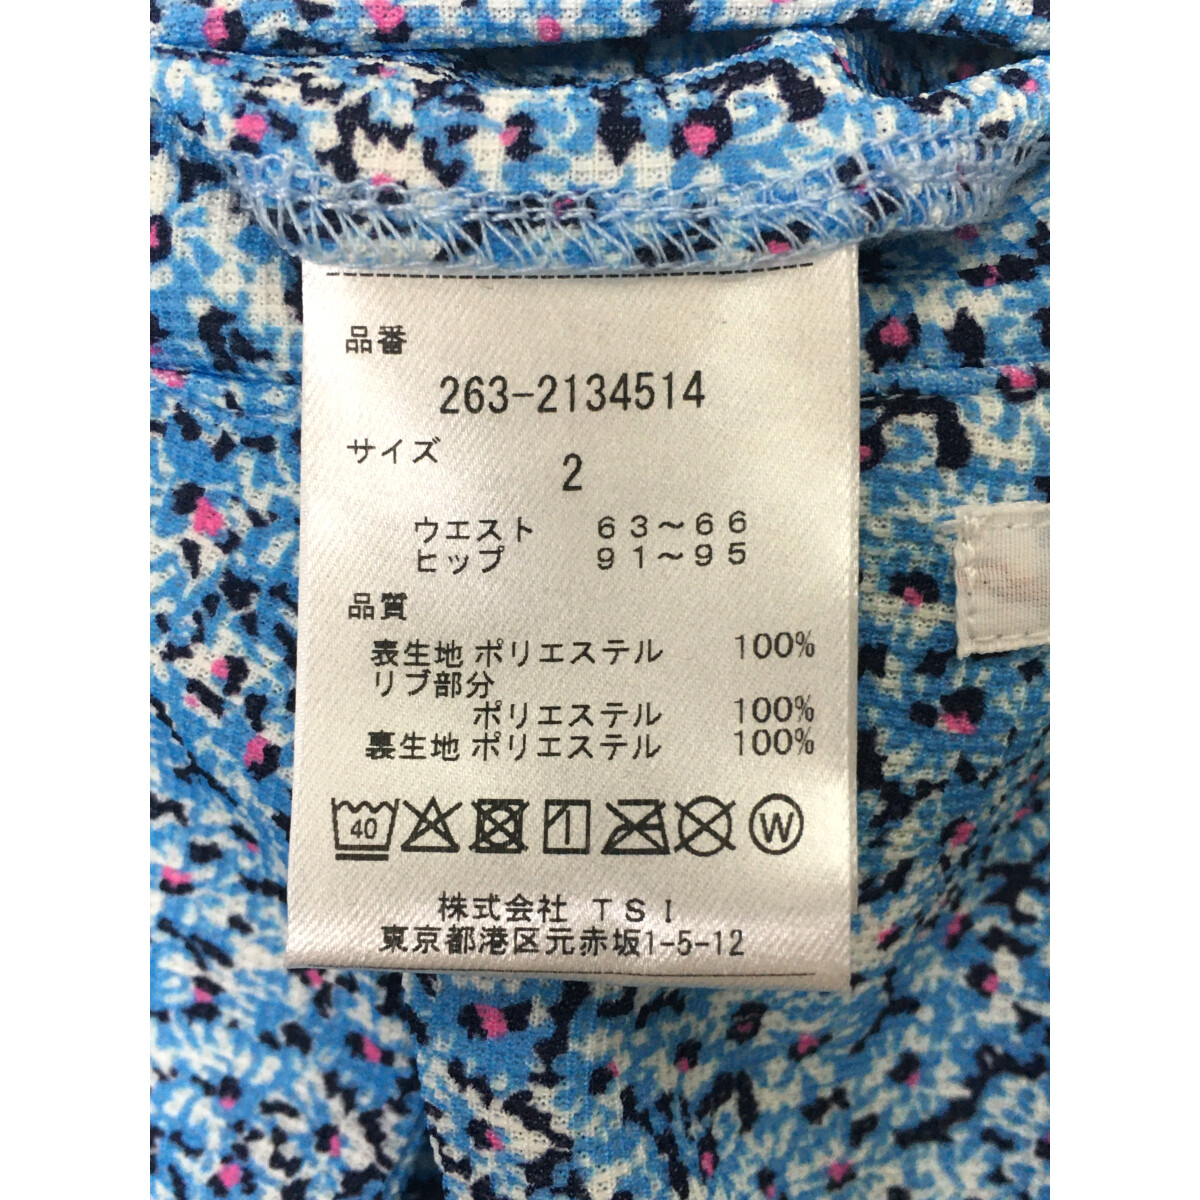 品番
263-2134514
サイズ
2
ウエスト 63～66
ヒップ 91～95
品質
表生地 ポリエステル 100%
リブ部分
ポリエステル 100%
裏生地 ポリエステル 100%
40 W
株式会社 TSI
東京都港区元赤坂1-5-12